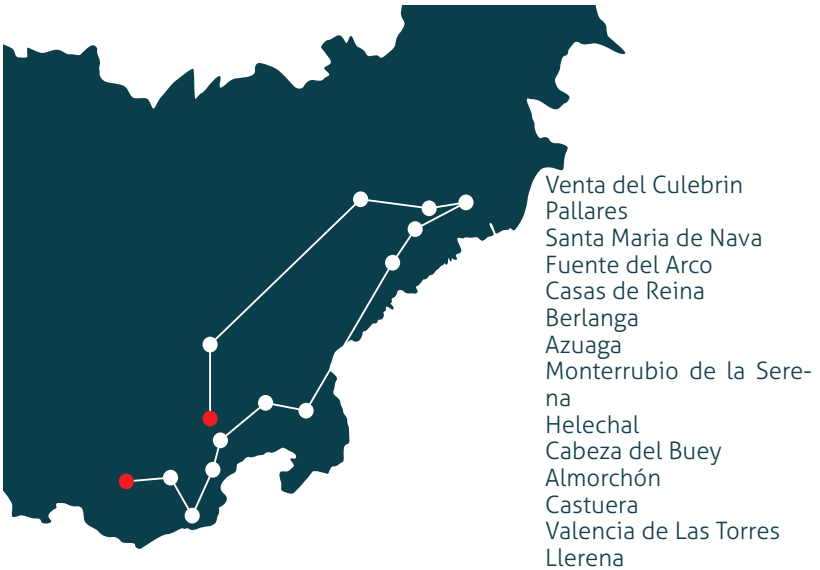 Venta del Culebrin
Pallares
Santa Maria de Nava
Fuente del Arco
Casas de Reina
Berlanga
Azuaga
Monterrubio de la Sere-
na
Helechal
Cabeza del Buey
Almorchón
Castuera
Valencia de Las Torres
Llerena